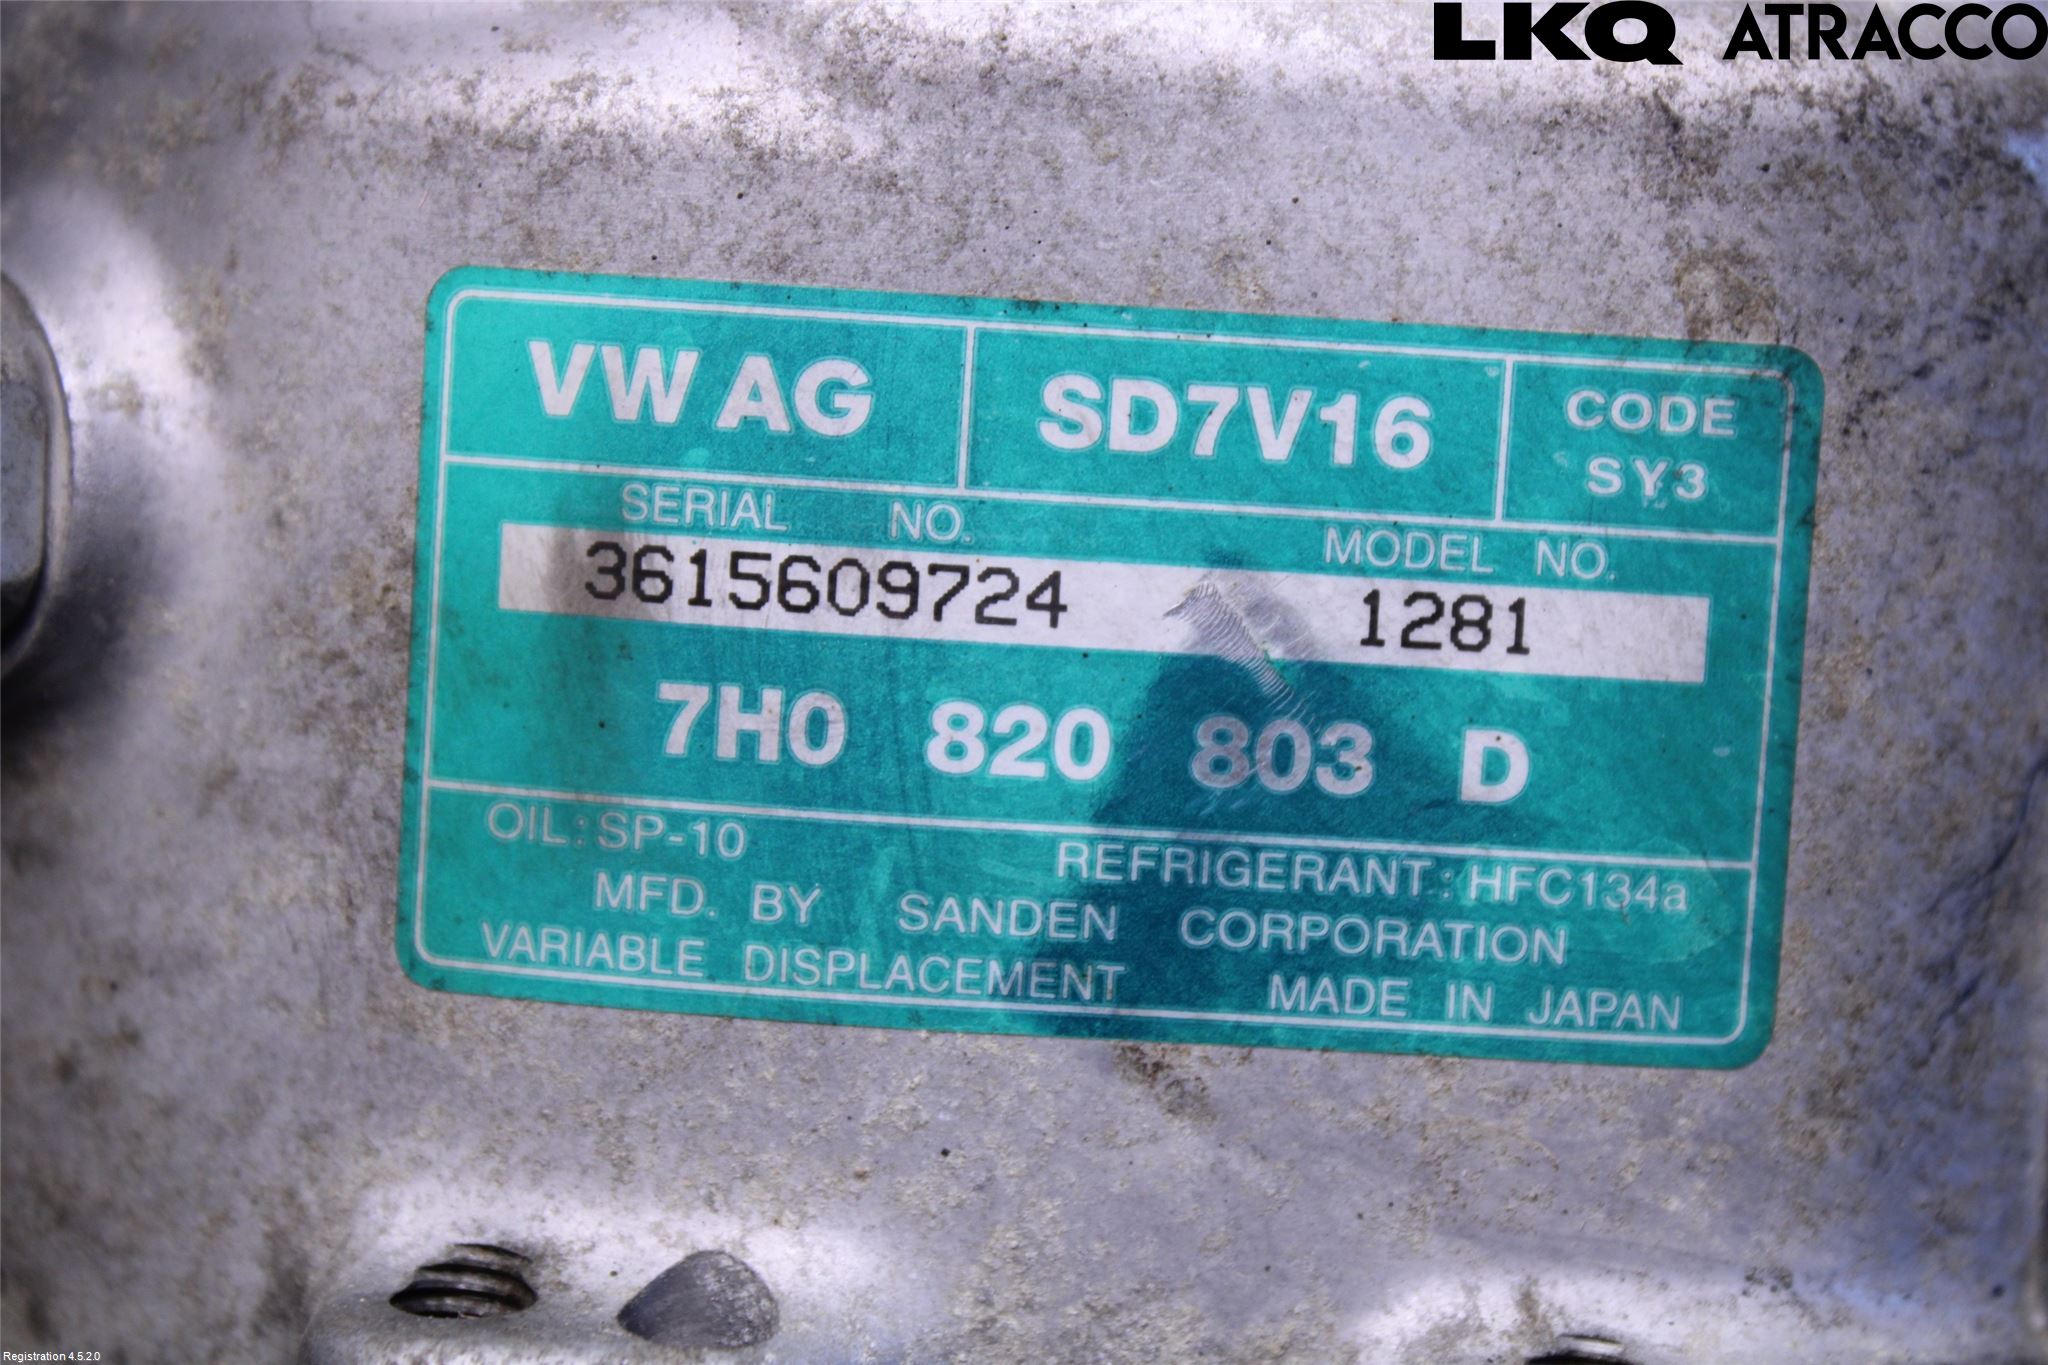 LKQ ATRACCO
VW AG SD7V16 CODE
SY3
SERIAL NO. MODEL NO.
3615609724 1281
7H0 820 803 D
OIL: SP-10 REFRIGERANT: HFC134a
MFD. BY SANDEN CORPORATION
VARIABLE DISPLACEMENT MADE IN JAPAN
Registration 4.5.2.0